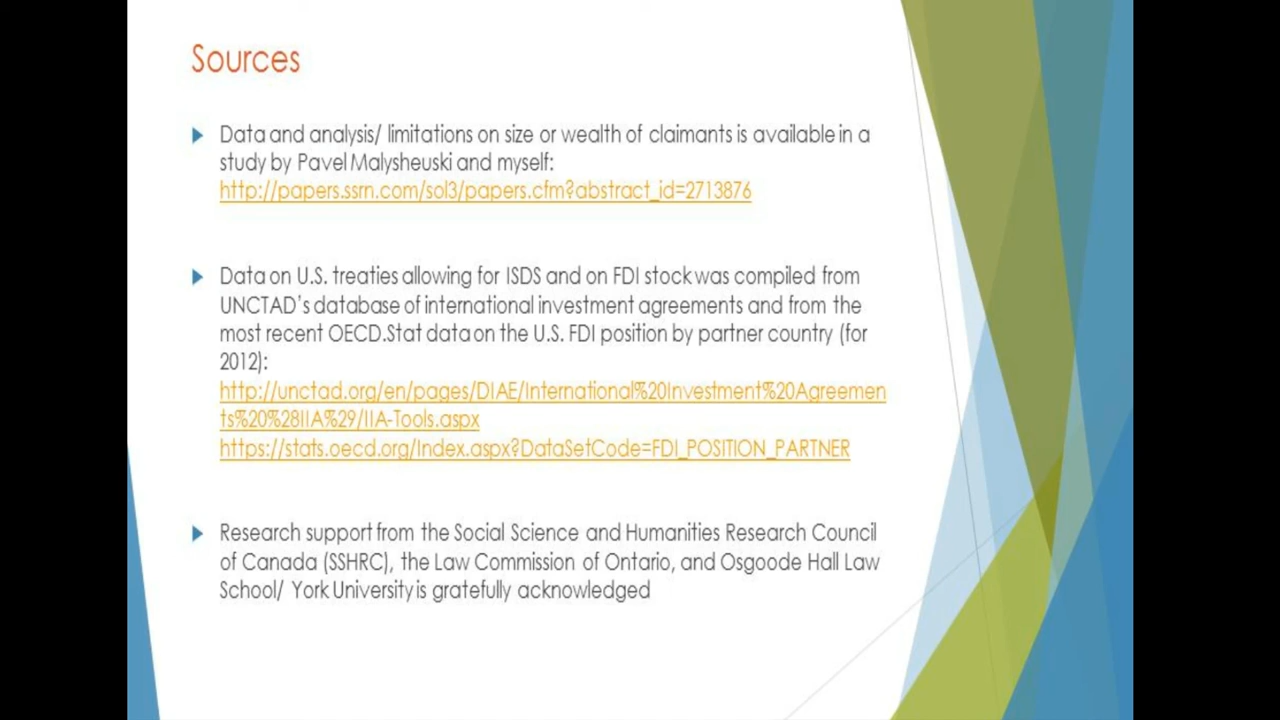 Sources
Data and analysis/ limitations on size or wealth of claimants is available in a
study by Pavel Malysheuski and myself:
http://papers.ssrn.com/sol3/papers.cfm?abstract_id=2713876
Data on U.S. treaties allowing for ISDS and on FDI stock was compiled from
UNCTAD's database of international investment agreements and from the
most recent OECD.Stat data on the U.S. FDI position by partner country (for
2012):
http://unctad.org/en/pages/DIAE/International%20Investment%20Agreemen
ts%20%28IIA%29/IIA-Tools.aspx
https://stats.oecd.org/Index.aspx?DataSetCode=FDI_POSITION_PARTNER
Research support from the Social Science and Humanities Research Council
of Canada (SSHRC), the Law Commission of Ontario, and Osgoode Hall Law
School/ York University is gratefully acknowledged